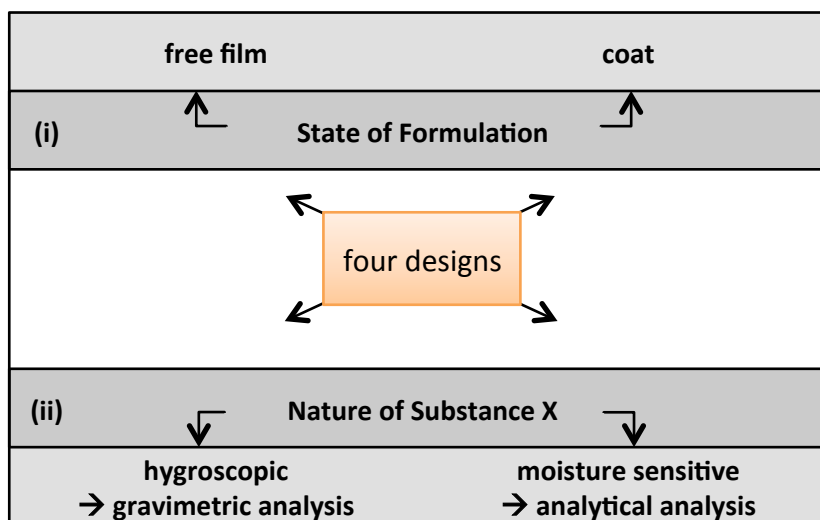 free film coat
(i) State of Formulation
four designs
(ii) Nature of Substance X
hygroscopic moisture sensitive
→ gravimetric analysis → analytical analysis